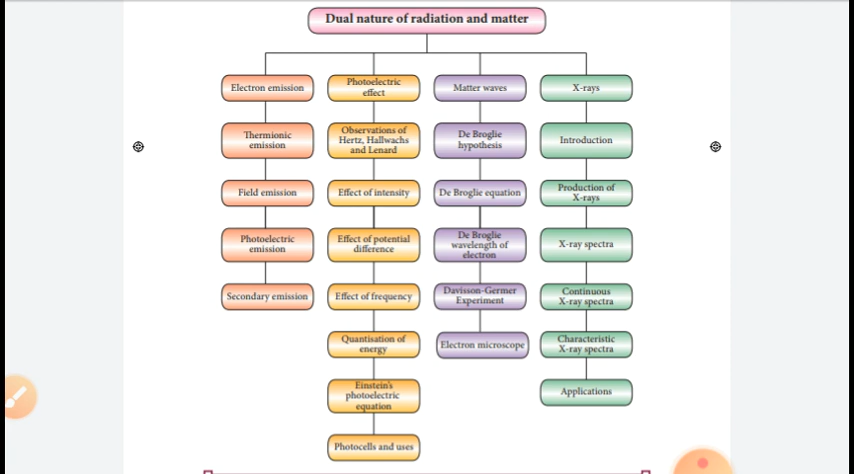 Dual nature of radiation and matter
Electron emission
Thermionic
emission
Field emission
Photoelectric
emission
Secondary emission
Photoelectric
effect
Observations of
Hertz, Hallwachs
and Lenard
Effect of intensity
Effect of potential
difference
Effect of frequency
Quantisation of
energy
Einstein's
photoelectric
equation
Photocells and uses
Matter waves
De Broglie
hypothesis
De Broglie equation
De Broglie
wavelength of
electron
Davisson-Germer
Experiment
Electron microscope
X-rays
Introduction
Production of
X-rays
X-ray spectra
Continuous
X-ray spectra
Characteristic
X-ray spectra
Applications